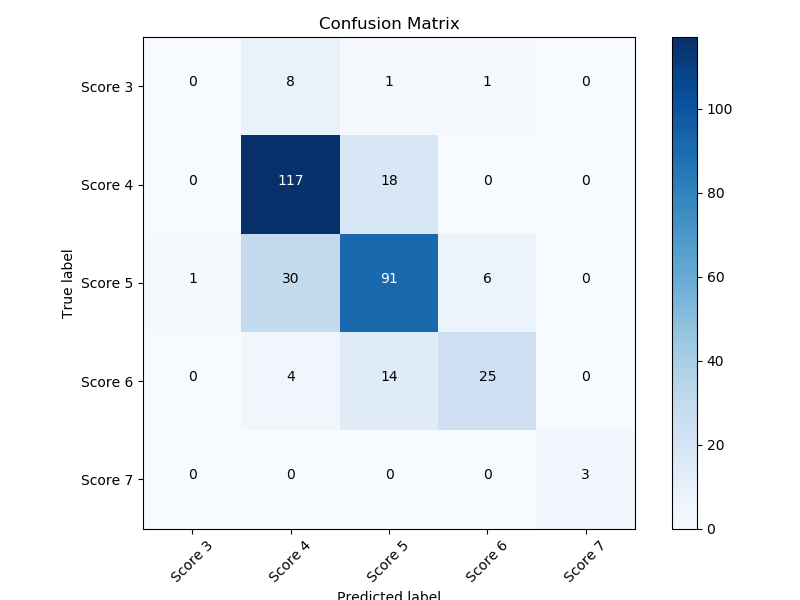 Confusion Matrix
Score 3 0 8 1 1 0
Score 4 0 117 18 0 0
Score 5 1 30 91 6 0
Score 6 0 4 14 25 0
Score 7 0 0 0 0 3
True label
Score 3 Score 4 Score 5 Score 6 Score 7
Predicted label
100
80
60
40
20
0